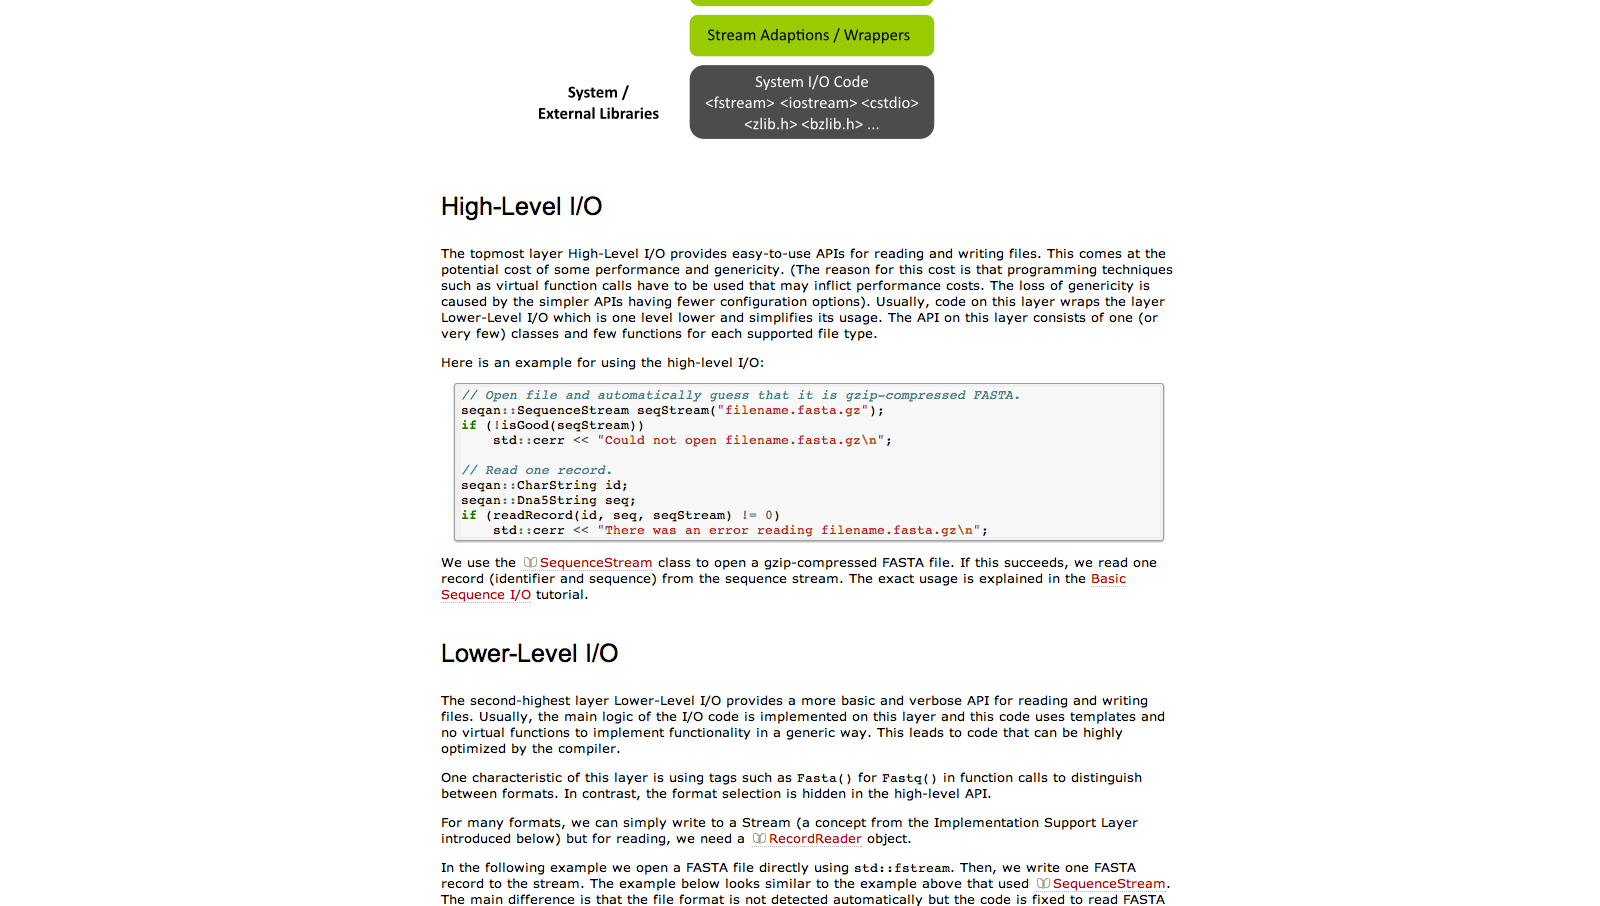 Stream Adaptions / Wrappers
System /
External Libraries
System I/O Code
<fstream> <iostream> <cstdio>
<zlib.h> <bzlib.h> ...
High-Level I/O
The topmost layer High-Level I/O provides easy-to-use APIs for reading and writing files. This comes at the
potential cost of some performance and genericity. (The reason for this cost is that programming techniques
such as virtual function calls have to be used that may inflict performance costs. The loss of genericity is
caused by the simpler APIs having fewer configuration options). Usually, code on this layer wraps the layer
Lower-Level I/O which is one level lower and simplifies its usage. The API on this layer consists of one (or
very few) classes and few functions for each supported file type.
Here is an example for using the high-level I/O:
// Open file and automatically guess that it is gzip-compressed FASTA.
seqan::SequenceStream seqStream("filename.fasta.gz");
if (!isGood(seqStream))
    std::cerr << "Could not open filename.fasta.gz\n";
// Read one record.
seqan::CharString id;
seqan::Dna5String seq;
if (readRecord(id, seq, seqStream) != 0)
    std::cerr << "There was an error reading filename.fasta.gz\n";
We use the SequenceStream class to open a gzip-compressed FASTA file. If this succeeds, we read one
record (identifier and sequence) from the sequence stream. The exact usage is explained in the Basic
Sequence I/O tutorial.
Lower-Level I/O
The second-highest layer Lower-Level I/O provides a more basic and verbose API for reading and writing
files. Usually, the main logic of the I/O code is implemented on this layer and this code uses templates and
no virtual functions to implement functionality in a generic way. This leads to code that can be highly
optimized by the compiler.
One characteristic of this layer is using tags such as Fasta() for Fastq() in function calls to distinguish
between formats. In contrast, the format selection is hidden in the high-level API.
For many formats, we can simply write to a Stream (a concept from the Implementation Support Layer
introduced below) but for reading, we need a RecordReader object.
In the following example we open a FASTA file directly using std::fstream. Then, we write one FASTA
record to the stream. The example below looks similar to the example above that used SequenceStream.
The main difference is that the file format is not detected automatically but the code is fixed to read FASTA